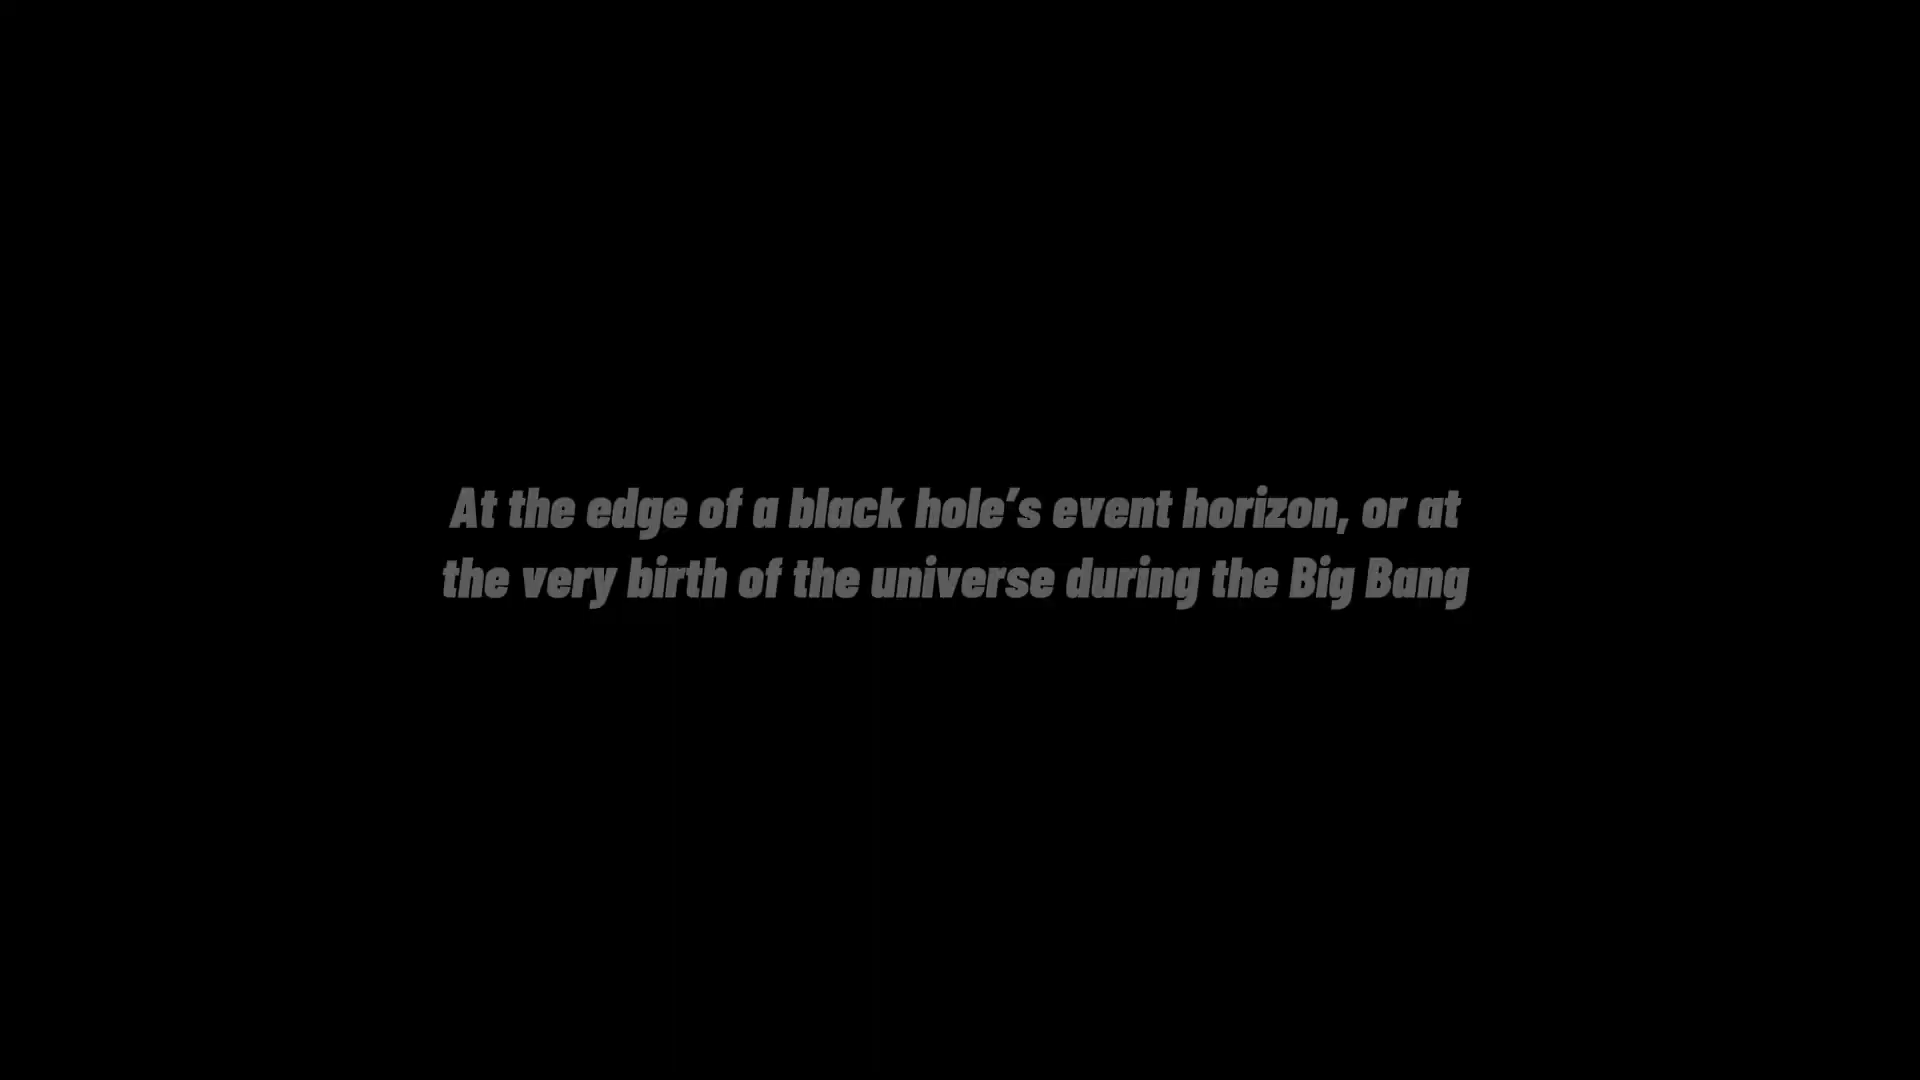 At the edge of a black hole’s event horizon, or at
the very birth of the universe during the Big Bang